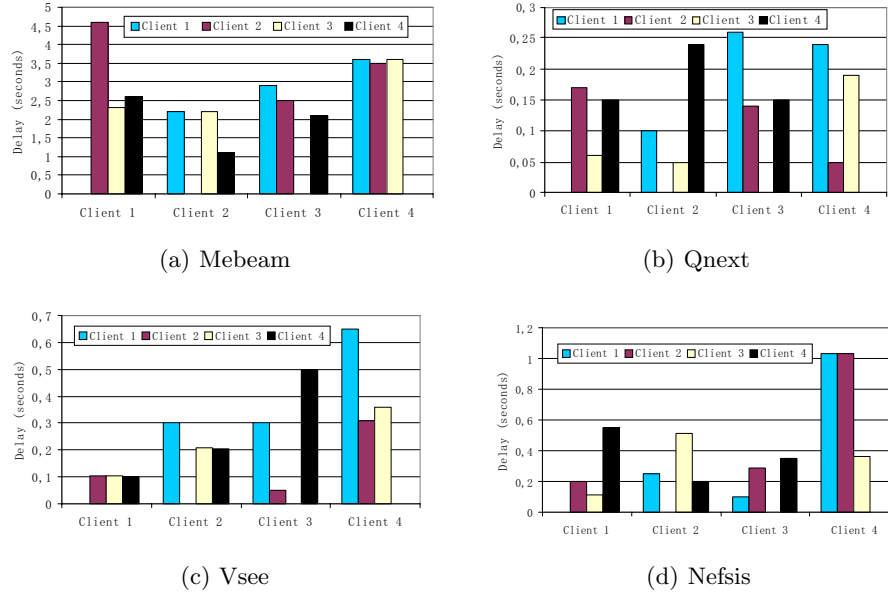 Delay (seconds)
5
4,5
4
3,5
3
2,5
2
1,5
1
0,5
0
Client 1 Client 2 Client 3 Client 4
Client 1 Client 2 Client 3 Client 4
(a) Mebeam
Delay (seconds)
0,3
0,25
0,2
0,15
0,1
0,05
0
Client 1 Client 2 Client 3 Client 4
Client 1 Client 2 Client 3 Client 4
(b) Qnext
Delay (seconds)
0,7
0,6
0,5
0,4
0,3
0,2
0,1
0
Client 1 Client 2 Client 3 Client 4
Client 1 Client 2 Client 3 Client 4
(c) Vsee
Delay (seconds)
1,2
1
0,8
0,6
0,4
0,2
0
Client 1 Client 2 Client 3 Client 4
Client 1 Client 2 Client 3 Client 4
(d) Nefsis